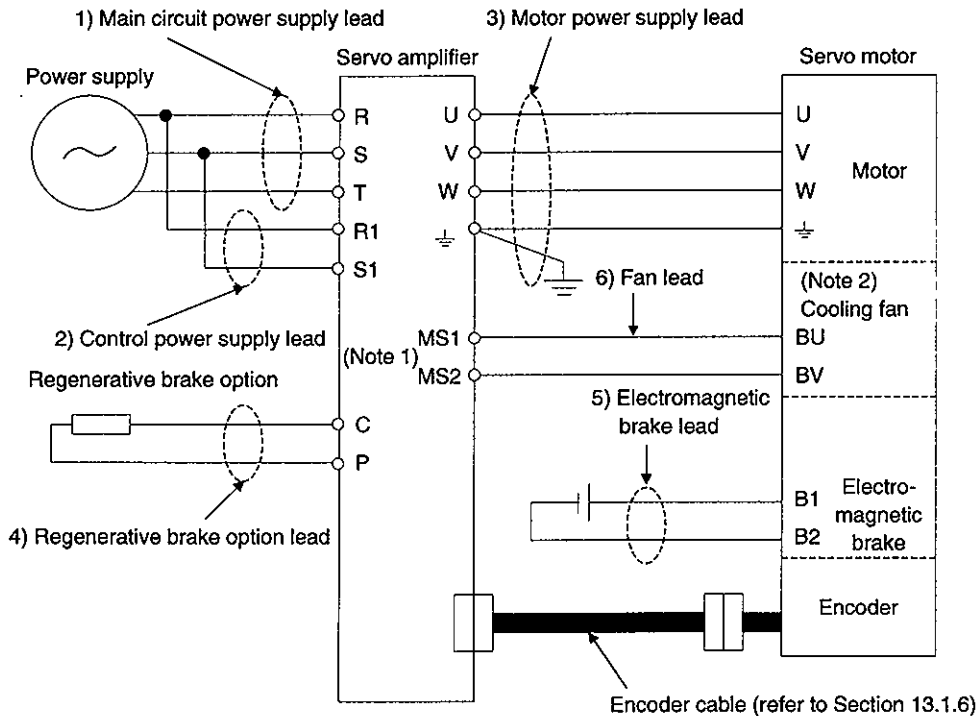 1) Main circuit power supply lead
3) Motor power supply lead
Servo amplifier
Servo motor
Power supply
R
U
U
S
V
V
Motor
T
W
W
R1
S1
6) Fan lead
(Note 2)
Cooling fan
2) Control power supply lead
MS1
BU
(Note 1)
Regenerative brake option
MS2
BV
5) Electromagnetic
brake lead
C
P
B1
Electro-
magnetic
B2
brake
4) Regenerative brake option lead
Encoder
Encoder cable (refer to Section 13.1.6)